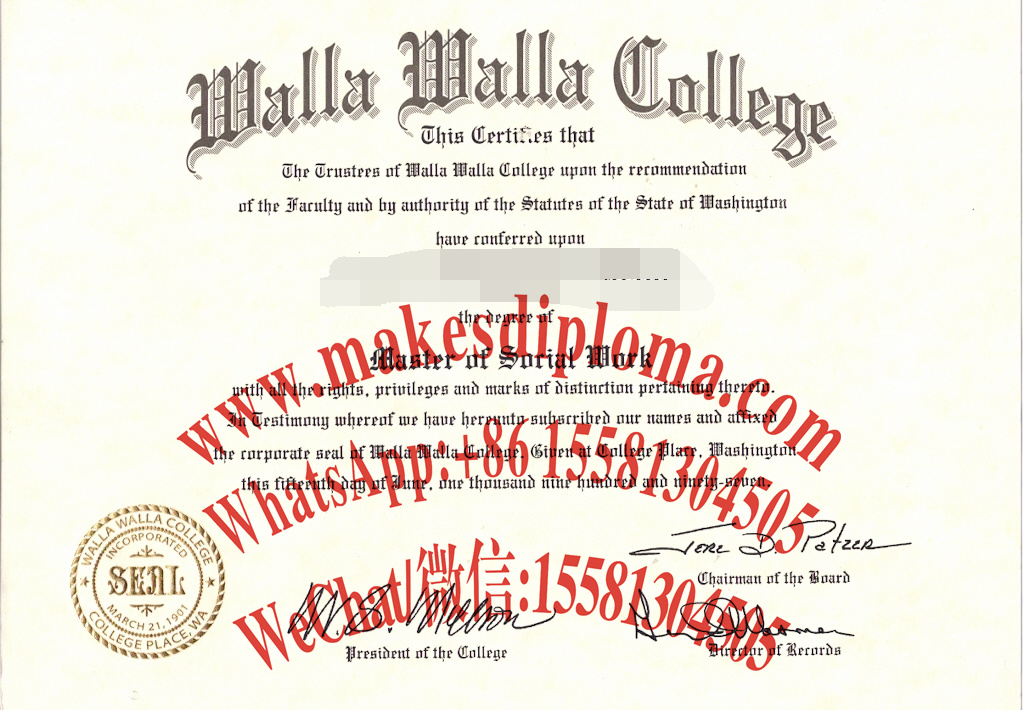 Walla Walla College
This Certifies that
The Trustees of Walla Walla College upon the recommendation
of the Faculty and by authority of the Statutes of the State of Washington
have conferred upon
the degree of
Master of Social Work
with all the rights, privileges and marks of distinction pertaining thereto.
In Testimony whereof we have hereunto subscribed our names and affixed
the corporate seal of Walla Walla College. Given at College Place, Washington
this fifteenth day of June, one thousand nine hundred and ninety-seven.
www.makesdiploma.com
WhatsApp:+86 15581304505
WeChat/微信:15581304505
WALLA WALLA COLLEGE
INCORPORATED
SEAL
MARCH 21, 1901
COLLEGE PLACE, WA
Chairman of the Board
President of the College
Director of Records